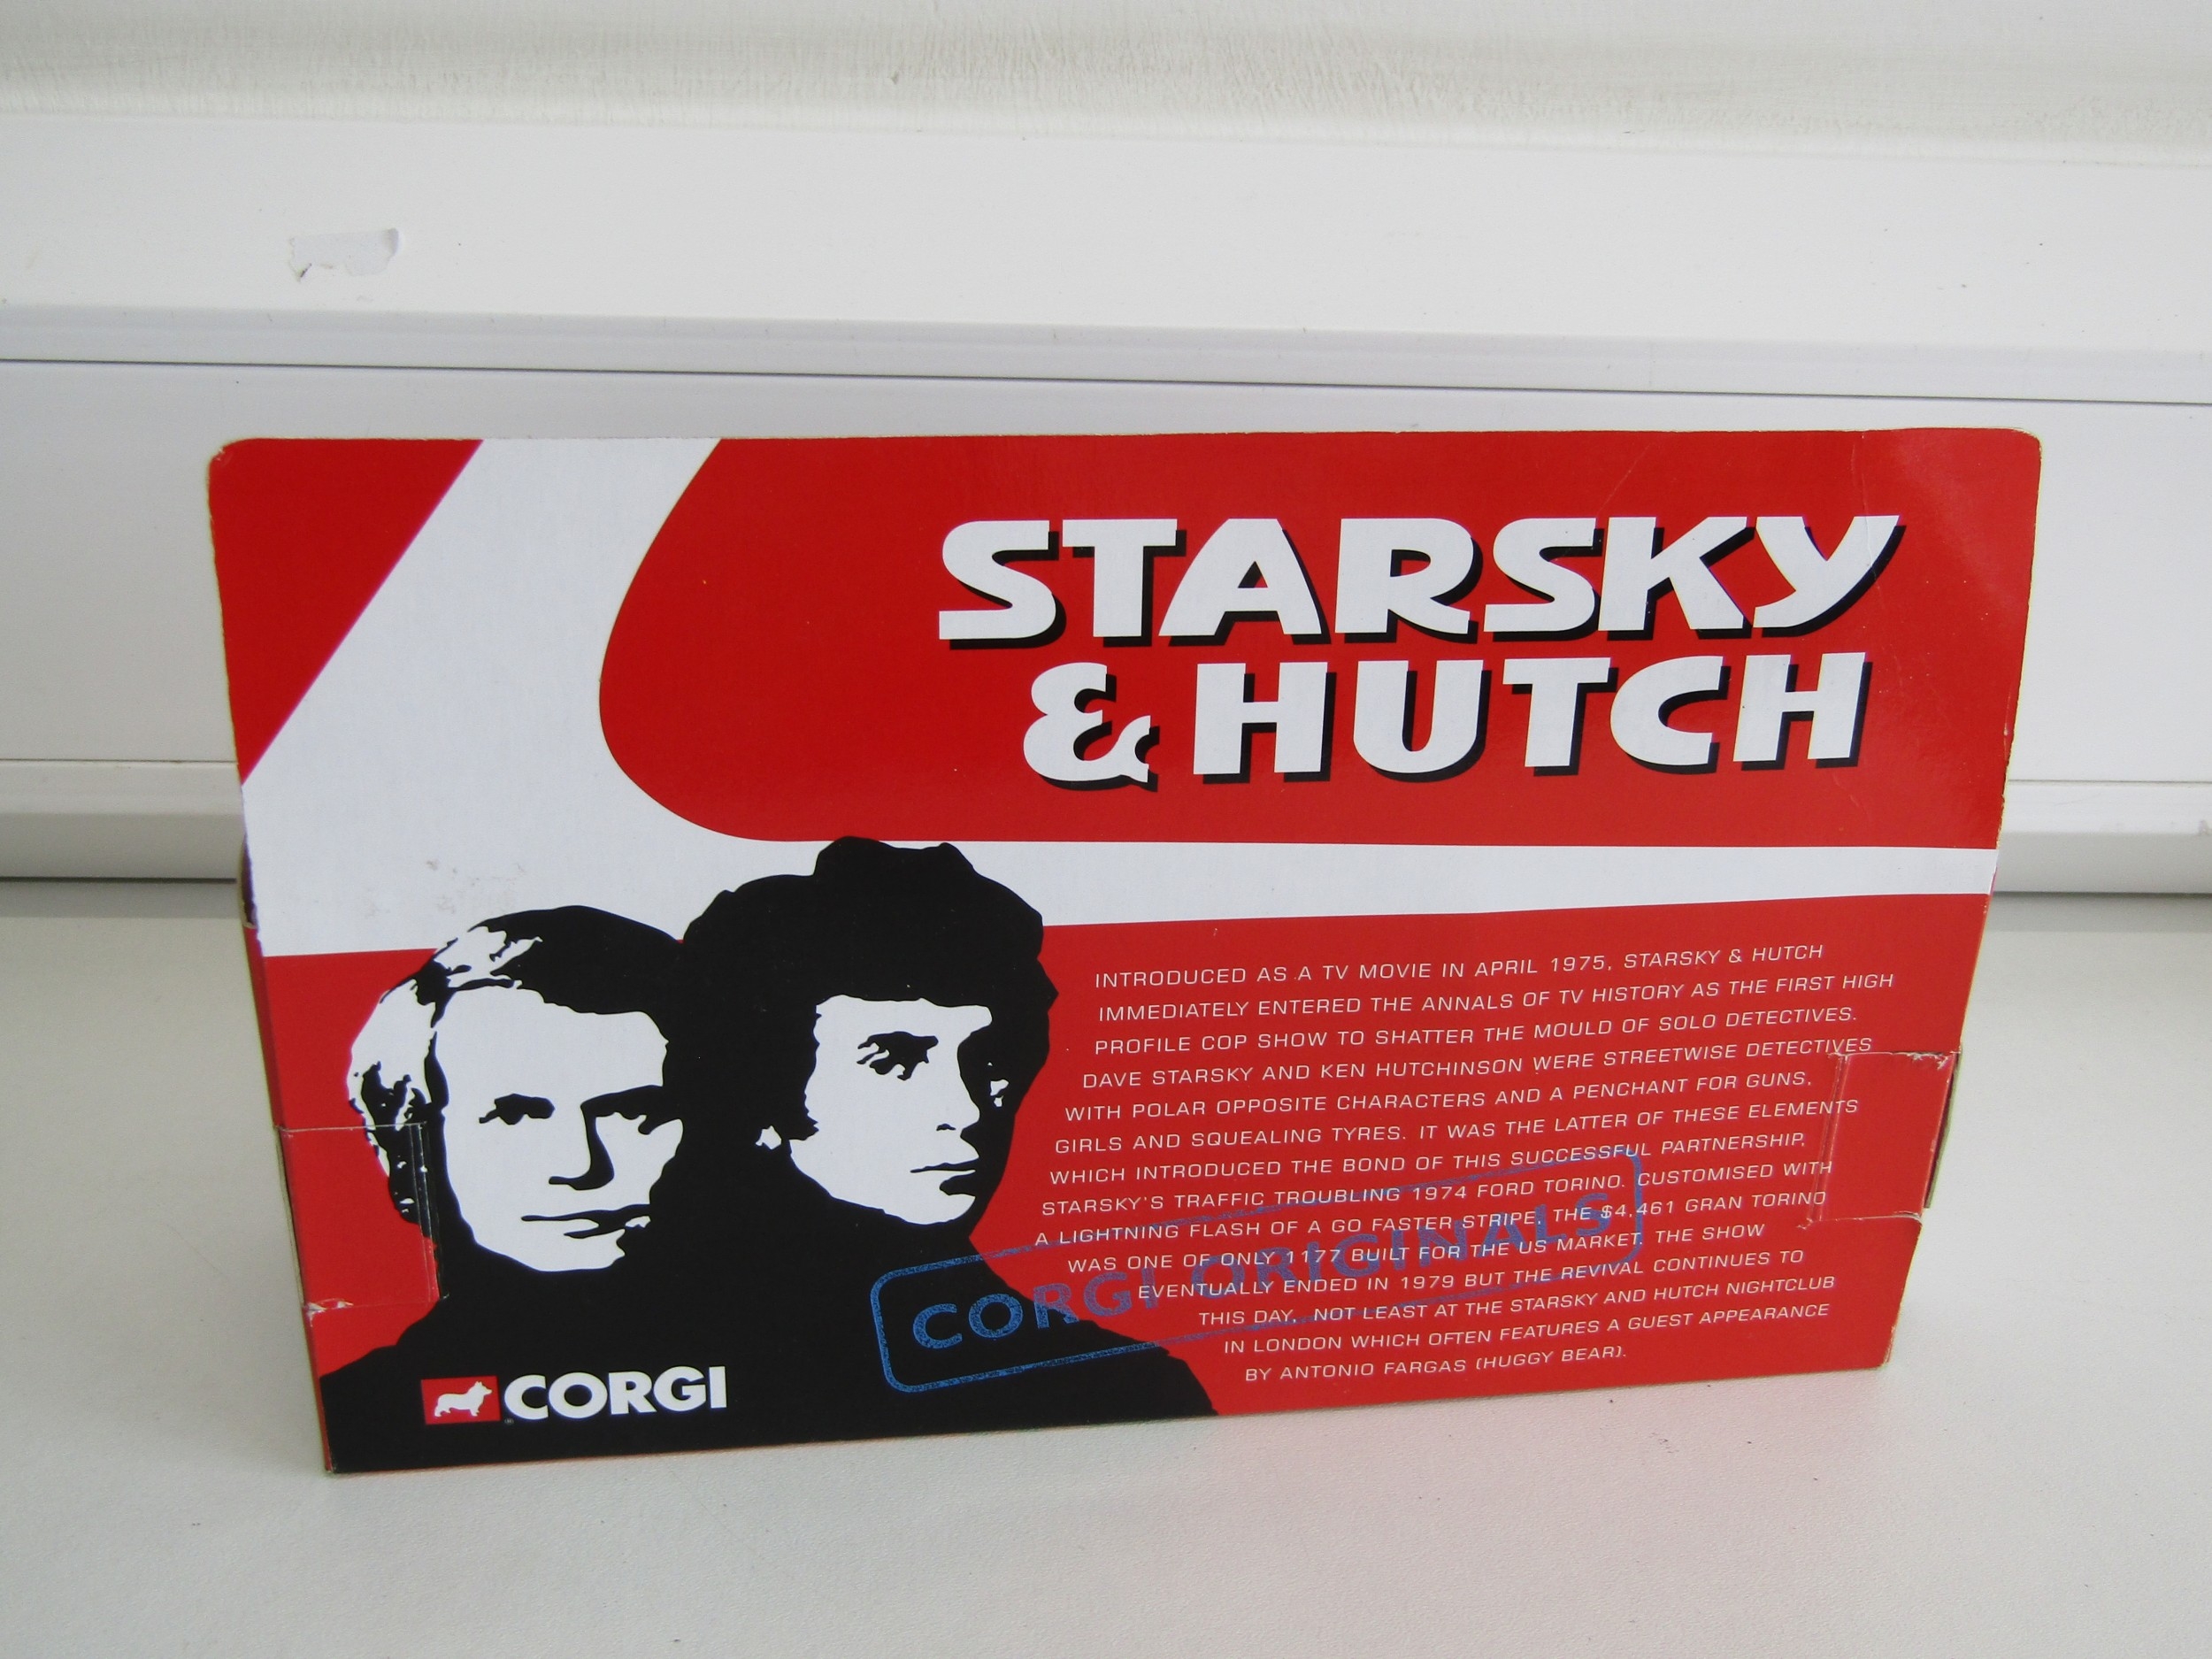 STARSKY
& HUTCH
INTRODUCED AS A TV MOVIE IN APRIL 1975, STARSKY & HUTCH
IMMEDIATELY ENTERED THE ANNALS OF TV HISTORY AS THE FIRST HIGH
PROFILE COP SHOW TO SHATTER THE MOULD OF SOLO DETECTIVES.
DAVE STARSKY AND KEN HUTCHINSON WERE STREETWISE DETECTIVES
WITH POLAR OPPOSITE CHARACTERS AND A PENCHANT FOR GUNS,
GIRLS AND SQUEALING TYRES. IT WAS THE LATTER OF THESE ELEMENTS
WHICH INTRODUCED THE BOND OF THIS SUCCESSFUL PARTNERSHIP,
STARSKY'S TRAFFIC TROUBLING 1974 FORD TORINO. CUSTOMISED WITH
A LIGHTNING FLASH OF A GO FASTER STRIPE, THE $4,461 GRAN TORINO
WAS ONE OF ONLY 1177 BUILT FOR THE US MARKET. THE SHOW
EVENTUALLY ENDED IN 1979 BUT THE REVIVAL CONTINUES TO
THIS DAY, NOT LEAST AT THE STARSKY AND HUTCH NIGHTCLUB
IN LONDON WHICH OFTEN FEATURES A GUEST APPEARANCE
BY ANTONIO FARGAS (HUGGY BEAR).
CORGI ORIGINALS
CORGI